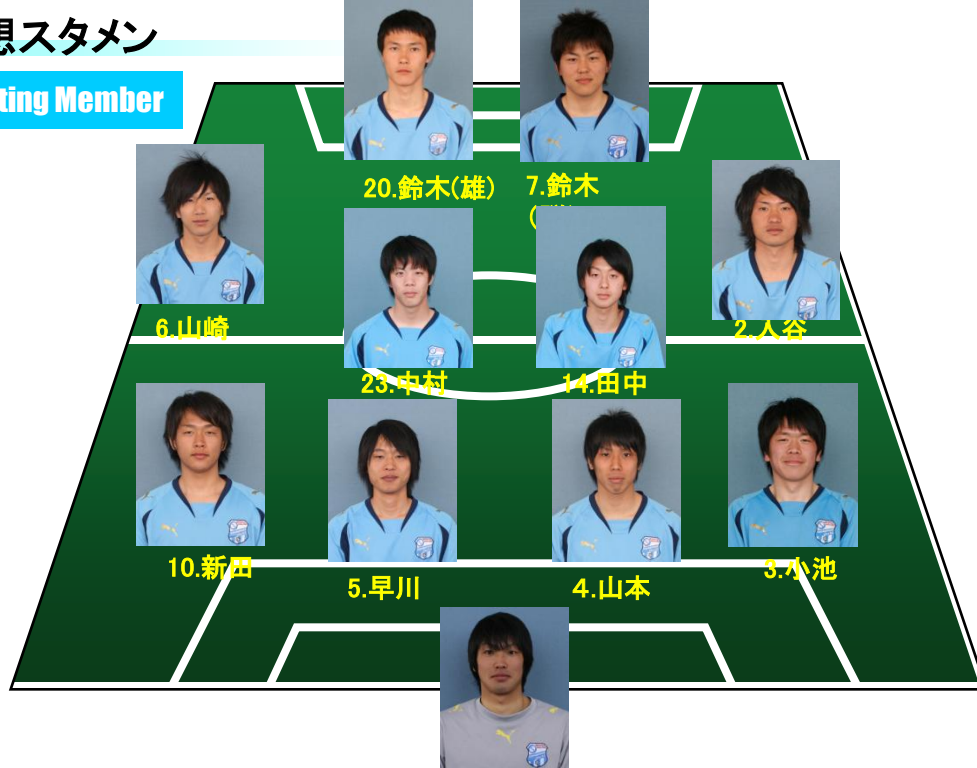 想スタメン
ting Member
20.鈴木(雄)
7.鈴木
6.山崎
2.入谷
23.中村
14.田中
10.新田
5.早川
４.山本
3.小池